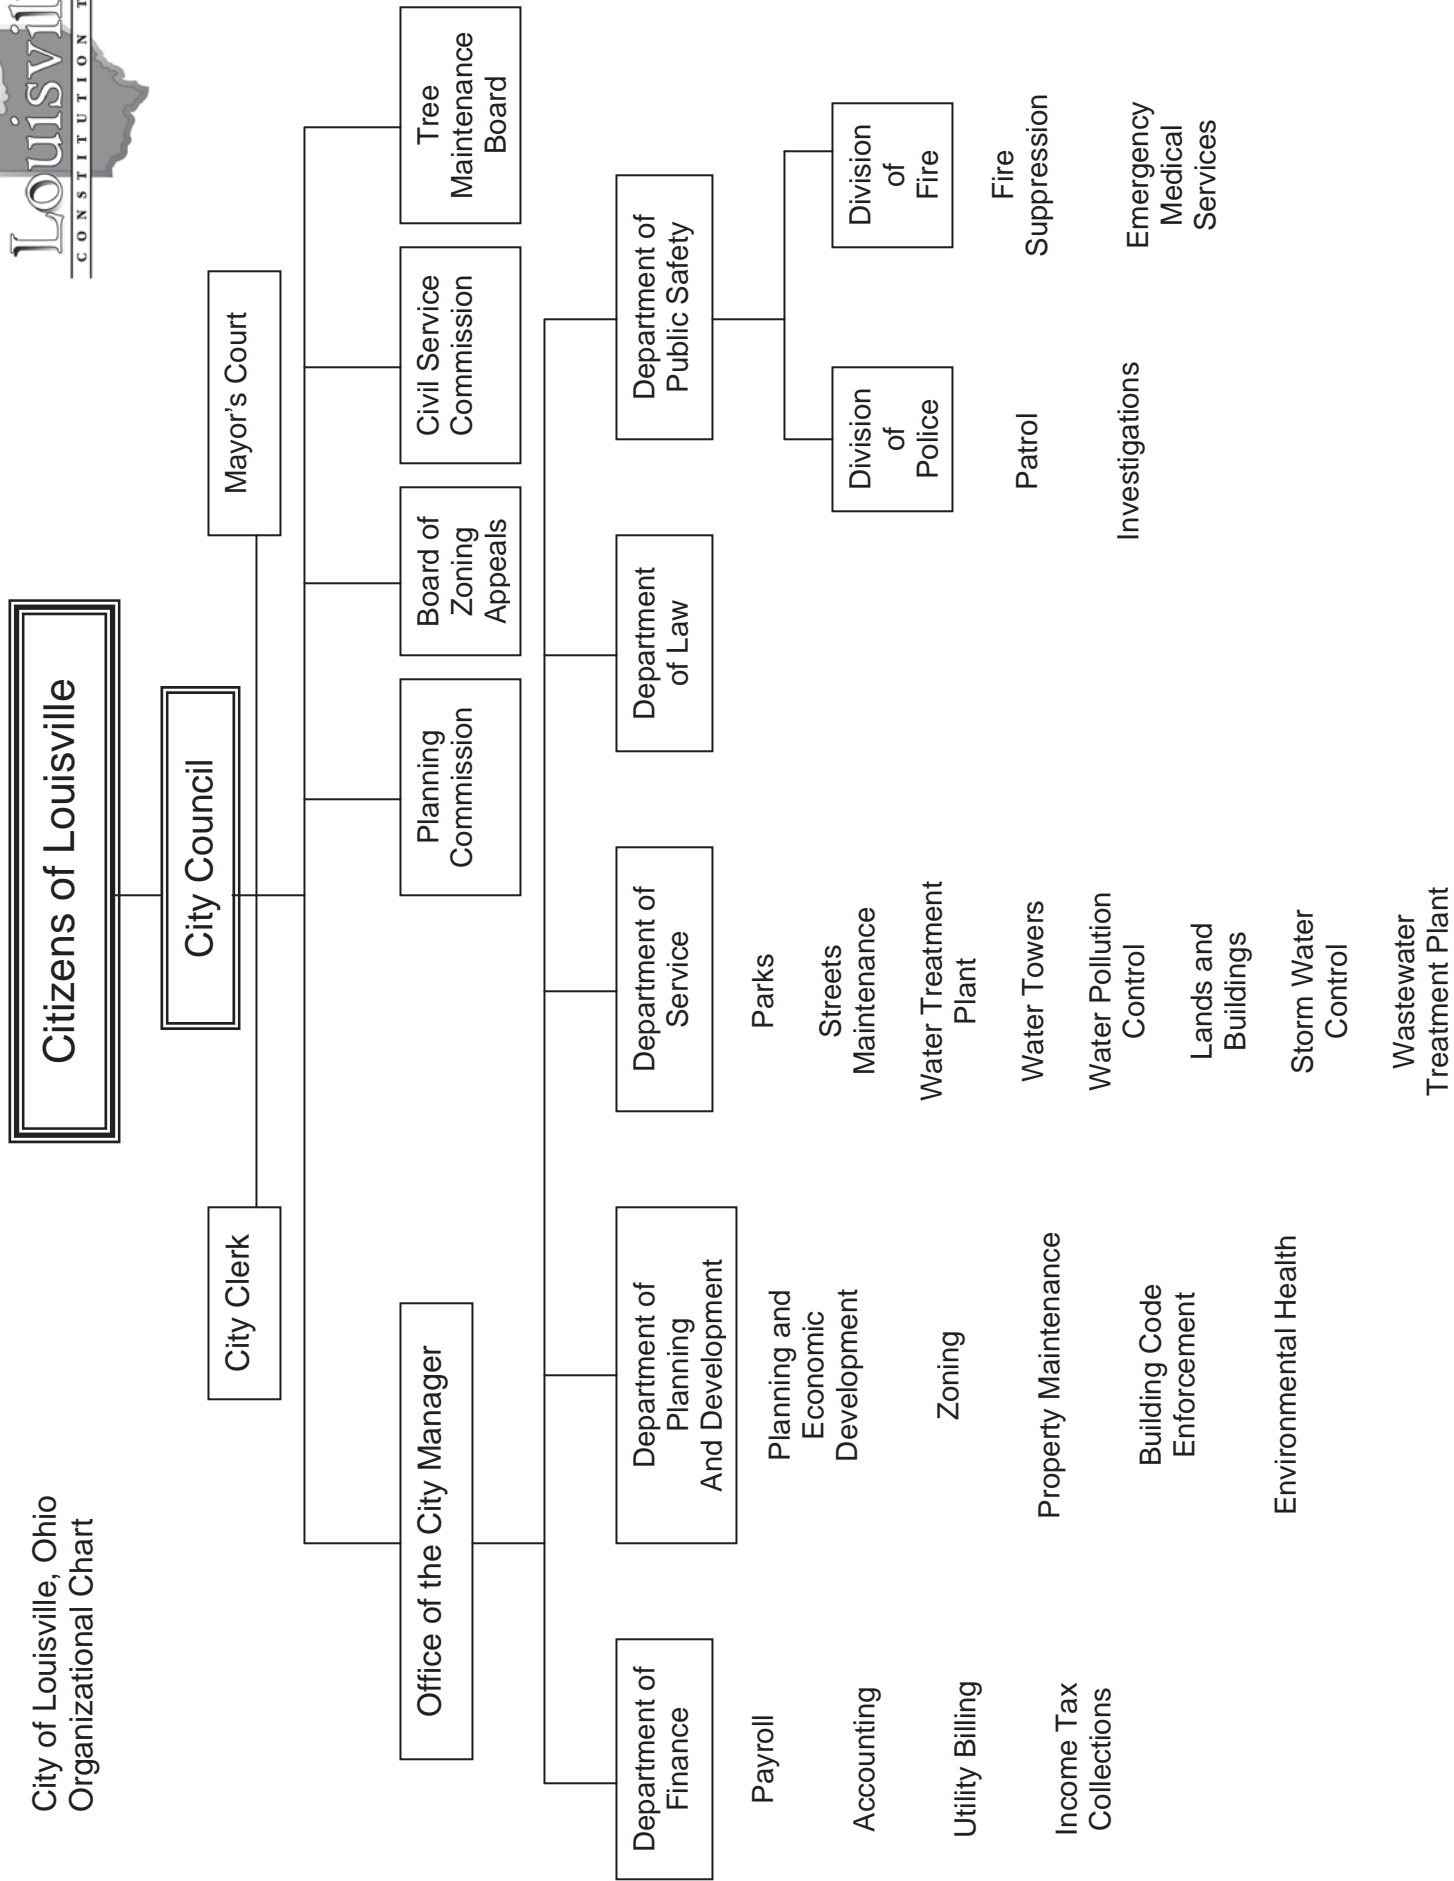 City of Louisville, Ohio
Organizational Chart
Citizens of Louisville
City Council
City Clerk
Mayor's Court
Office of the City Manager
Planning
Commission
Board of
Zoning
Appeals
Civil Service
Commission
Tree
Maintenance
Board
Department of
Finance
Payroll
Accounting
Utility Billing
Income Tax
Collections
Department of
Planning
And Development
Planning and
Economic
Development
Zoning
Property Maintenance
Building Code
Enforcement
Environmental Health
Department of
Service
Parks
Streets
Maintenance
Water Treatment
Plant
Water Towers
Water Pollution
Control
Lands and
Buildings
Storm Water
Control
Wastewater
Treatment Plant
Department
of Law
Department of
Public Safety
Division
of
Police
Patrol
Investigations
Division
of
Fire
Fire
Suppression
Emergency
Medical
Services
Louisvil
CONSTITUTION T